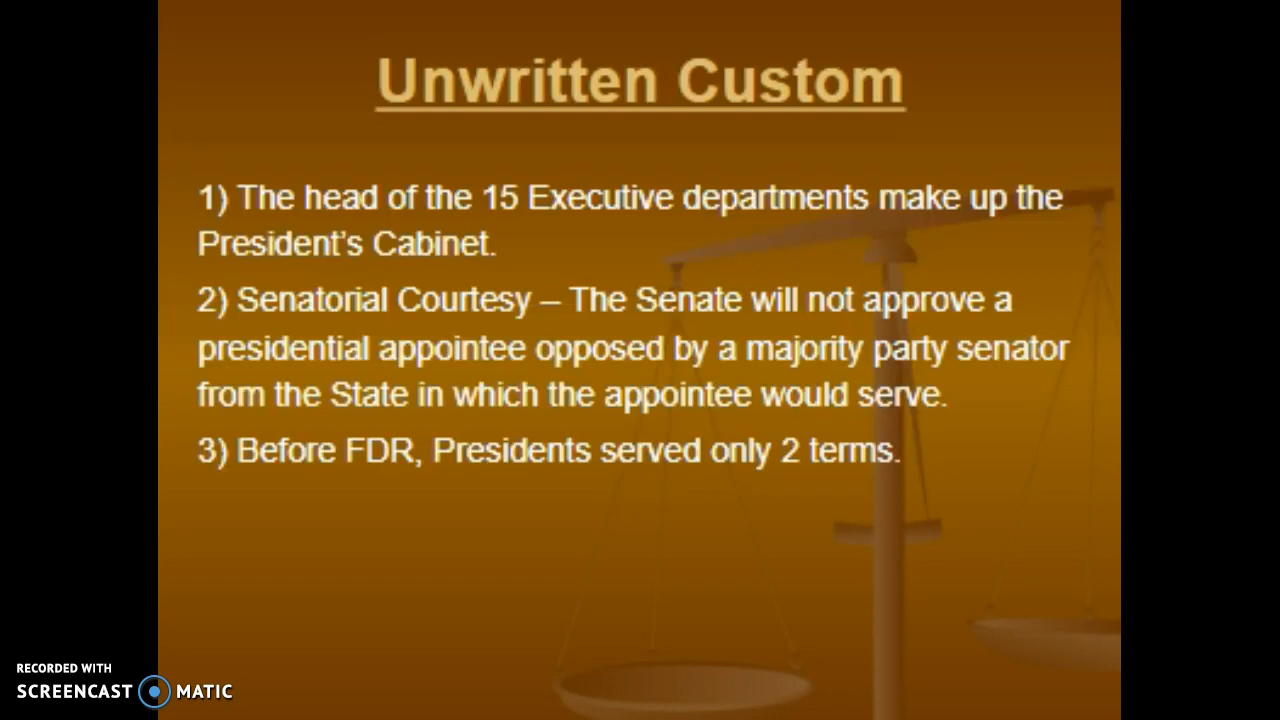 Unwritten Custom
1) The head of the 15 Executive departments make up the
President's Cabinet.
2) Senatorial Courtesy – The Senate will not approve a
presidential appointee opposed by a majority party senator
from the State in which the appointee would serve.
3) Before FDR, Presidents served only 2 terms.
RECORDED WITH
SCREENCAST MATIC